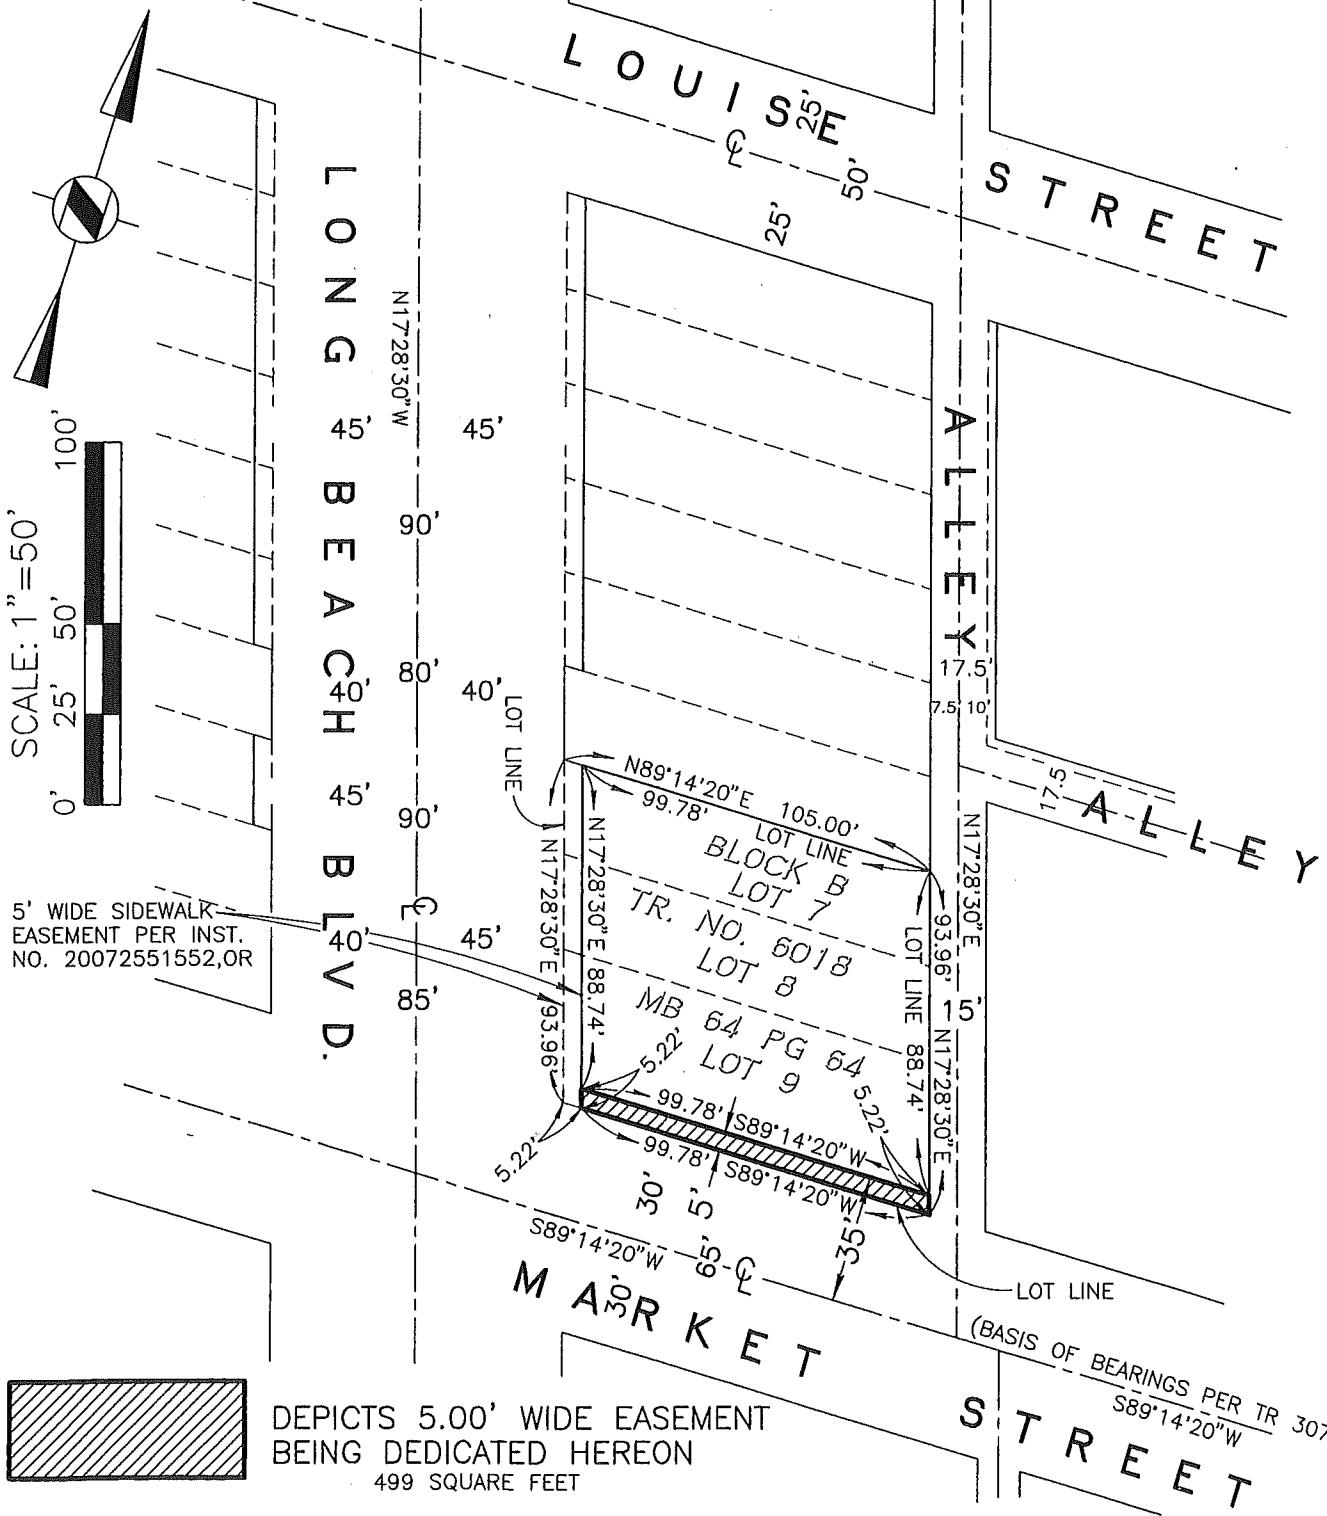 LOUISE STREET
25'
℄
50'
25'
LONG BEACH BLVD.
N17°28'30"W
45' 45'
90'
80'
40' 40'
45'
90'
℄
40' 45'
85'
SCALE: 1"=50'
0' 25' 50' 100'
ALLEY
17.5'
7.5' 10'
17.5
ALLEY
LOT LINE
N89°14'20"E 105.00'
99.78'
LOT LINE
BLOCK B
LOT 7
TR. NO. 6018
LOT 8
MB 64 PG 64
LOT 9
N17°28'30"E 93.96'
N17°28'30"E 88.74'
LOT LINE 88.74'
93.96'
N17°28'30"E
N17°28'30"E
15'
5' WIDE SIDEWALK
EASEMENT PER INST.
NO. 20072551552,OR
5.22'
5.22'
5.22'
99.78' S89°14'20"W
99.78' S89°14'20"W
30' 5'
35'
65'
S89°14'20"W
℄
30'
LOT LINE
MARKET STREET
(BASIS OF BEARINGS PER TR 307
S89°14'20"W
DEPICTS 5.00' WIDE EASEMENT
BEING DEDICATED HEREON
499 SQUARE FEET